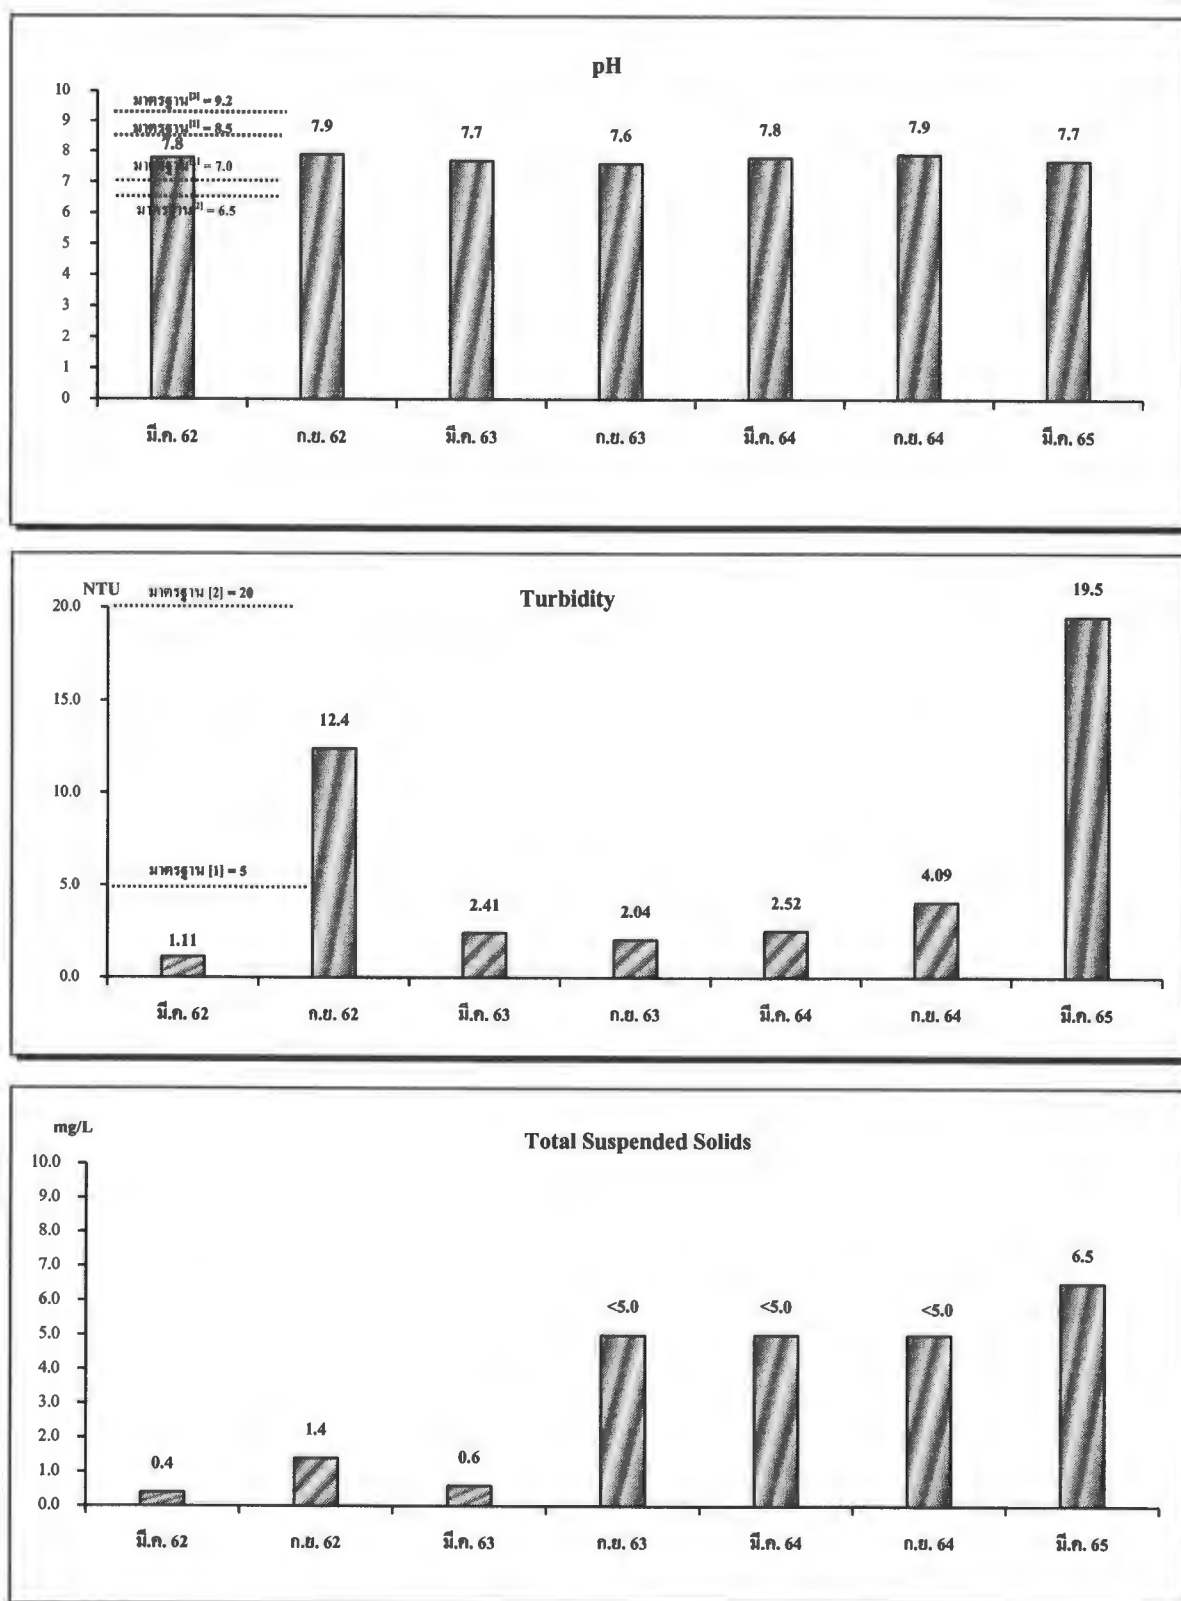 pH
10
มาตรฐาน[3] = 9.2
9
มาตรฐาน[1] = 8.5
8
7.8
7.9
7.7
7.6
7.8
7.9
7.7
= 7.0
7
6
มาตรฐาน[2] = 6.5
5
4
3
2
1
0
มี.ค. 62 ก.ย. 62 มี.ค. 63 ก.ย. 63 มี.ค. 64 ก.ย. 64 มี.ค. 65
NTU
มาตรฐาน [2] = 20
Turbidity
20.0
15.0
10.0
มาตรฐาน [1] = 5
5.0
0.0
1.11 12.4 2.41 2.04 2.52 4.09 19.5
มี.ค. 62 ก.ย. 62 มี.ค. 63 ก.ย. 63 มี.ค. 64 ก.ย. 64 มี.ค. 65
mg/L
Total Suspended Solids
10.0
9.0
8.0
7.0
6.0
5.0
4.0
3.0
2.0
1.0
0.0
0.4 1.4 0.6 <5.0 <5.0 <5.0 6.5
มี.ค. 62 ก.ย. 62 มี.ค. 63 ก.ย. 63 มี.ค. 64 ก.ย. 64 มี.ค. 65